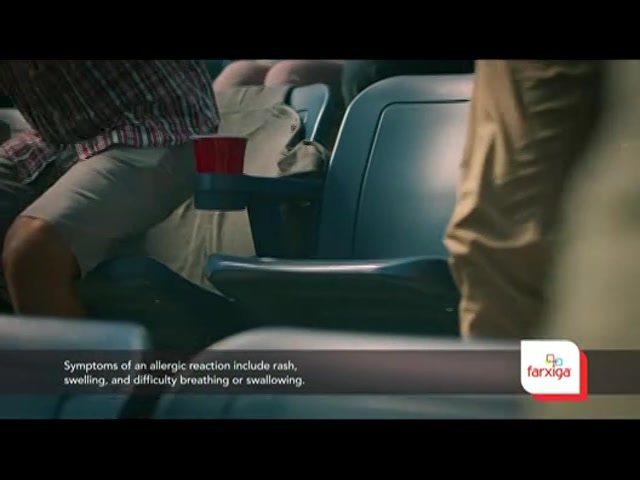 Symptoms of an allergic reaction include rash,
swelling, and difficulty breathing or swallowing.
farxiga